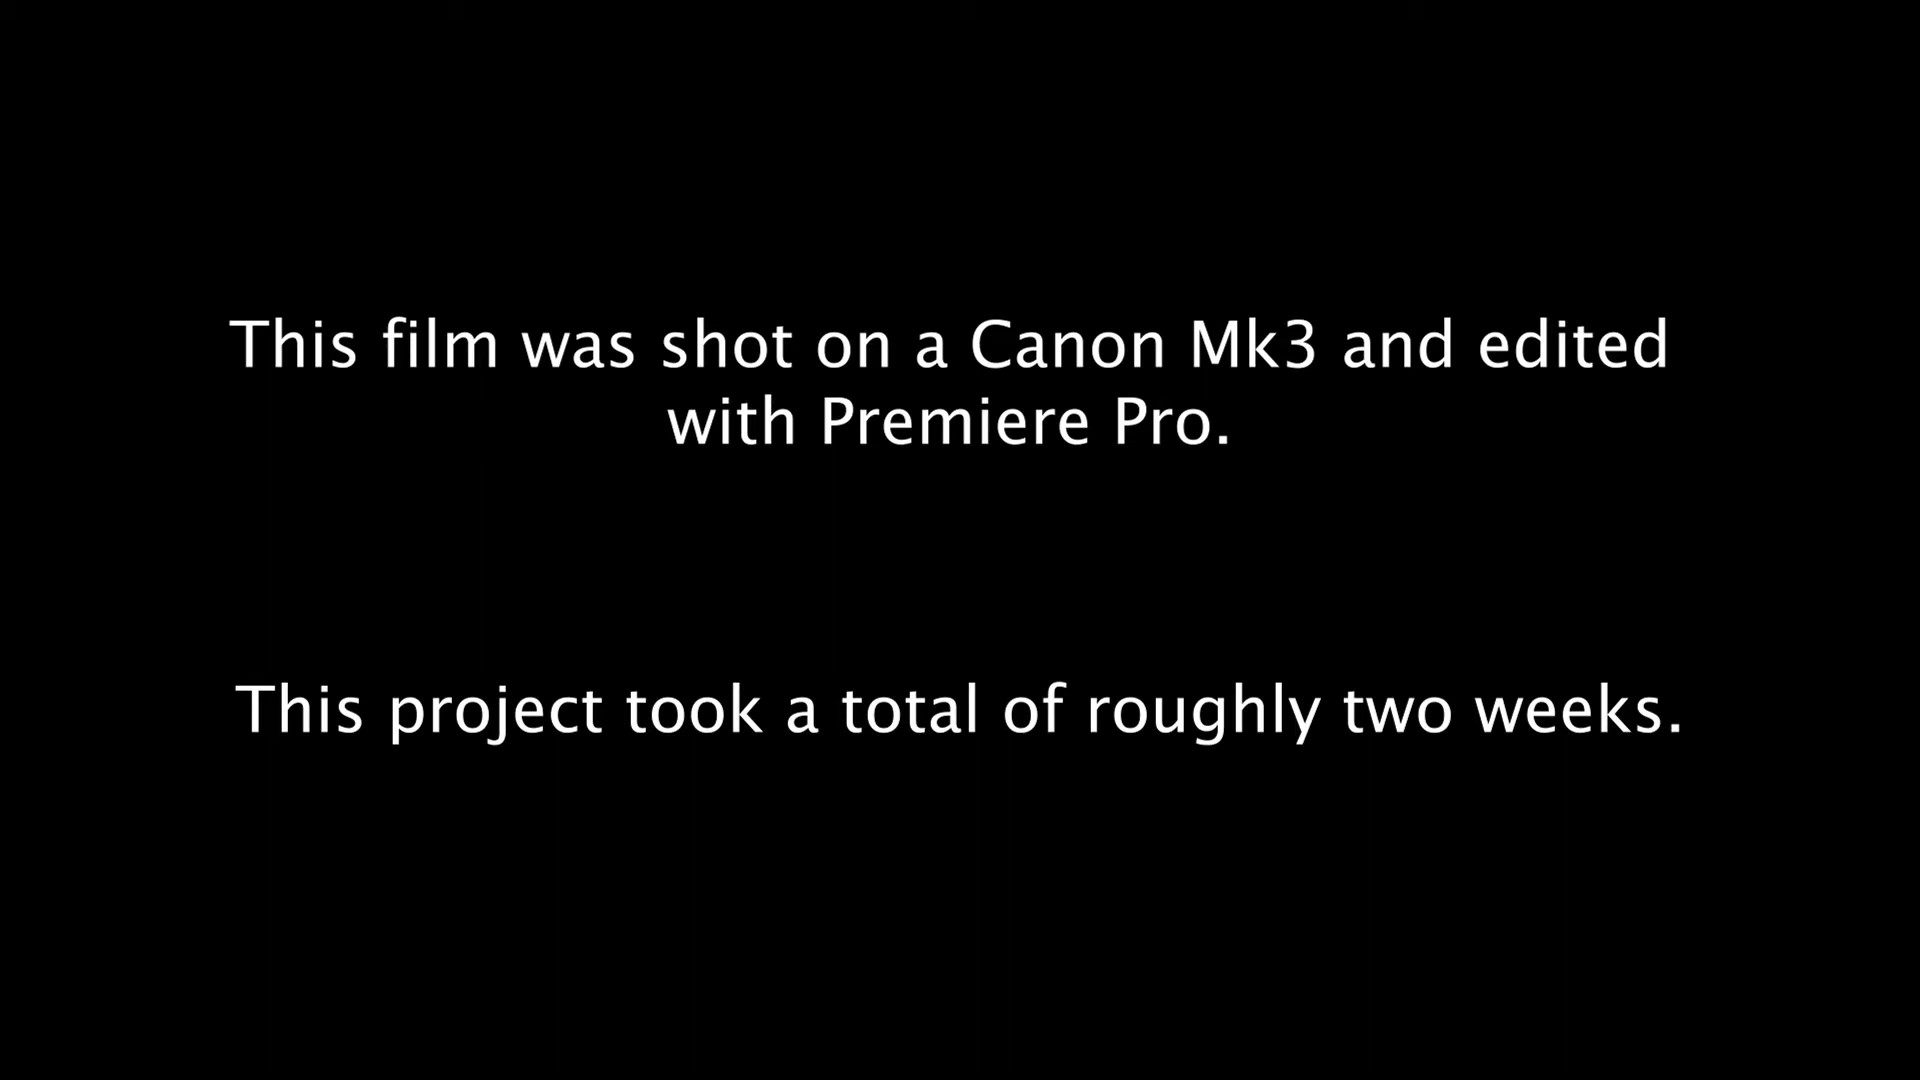 This film was shot on a Canon Mk3 and edited
with Premiere Pro.
This project took a total of roughly two weeks.